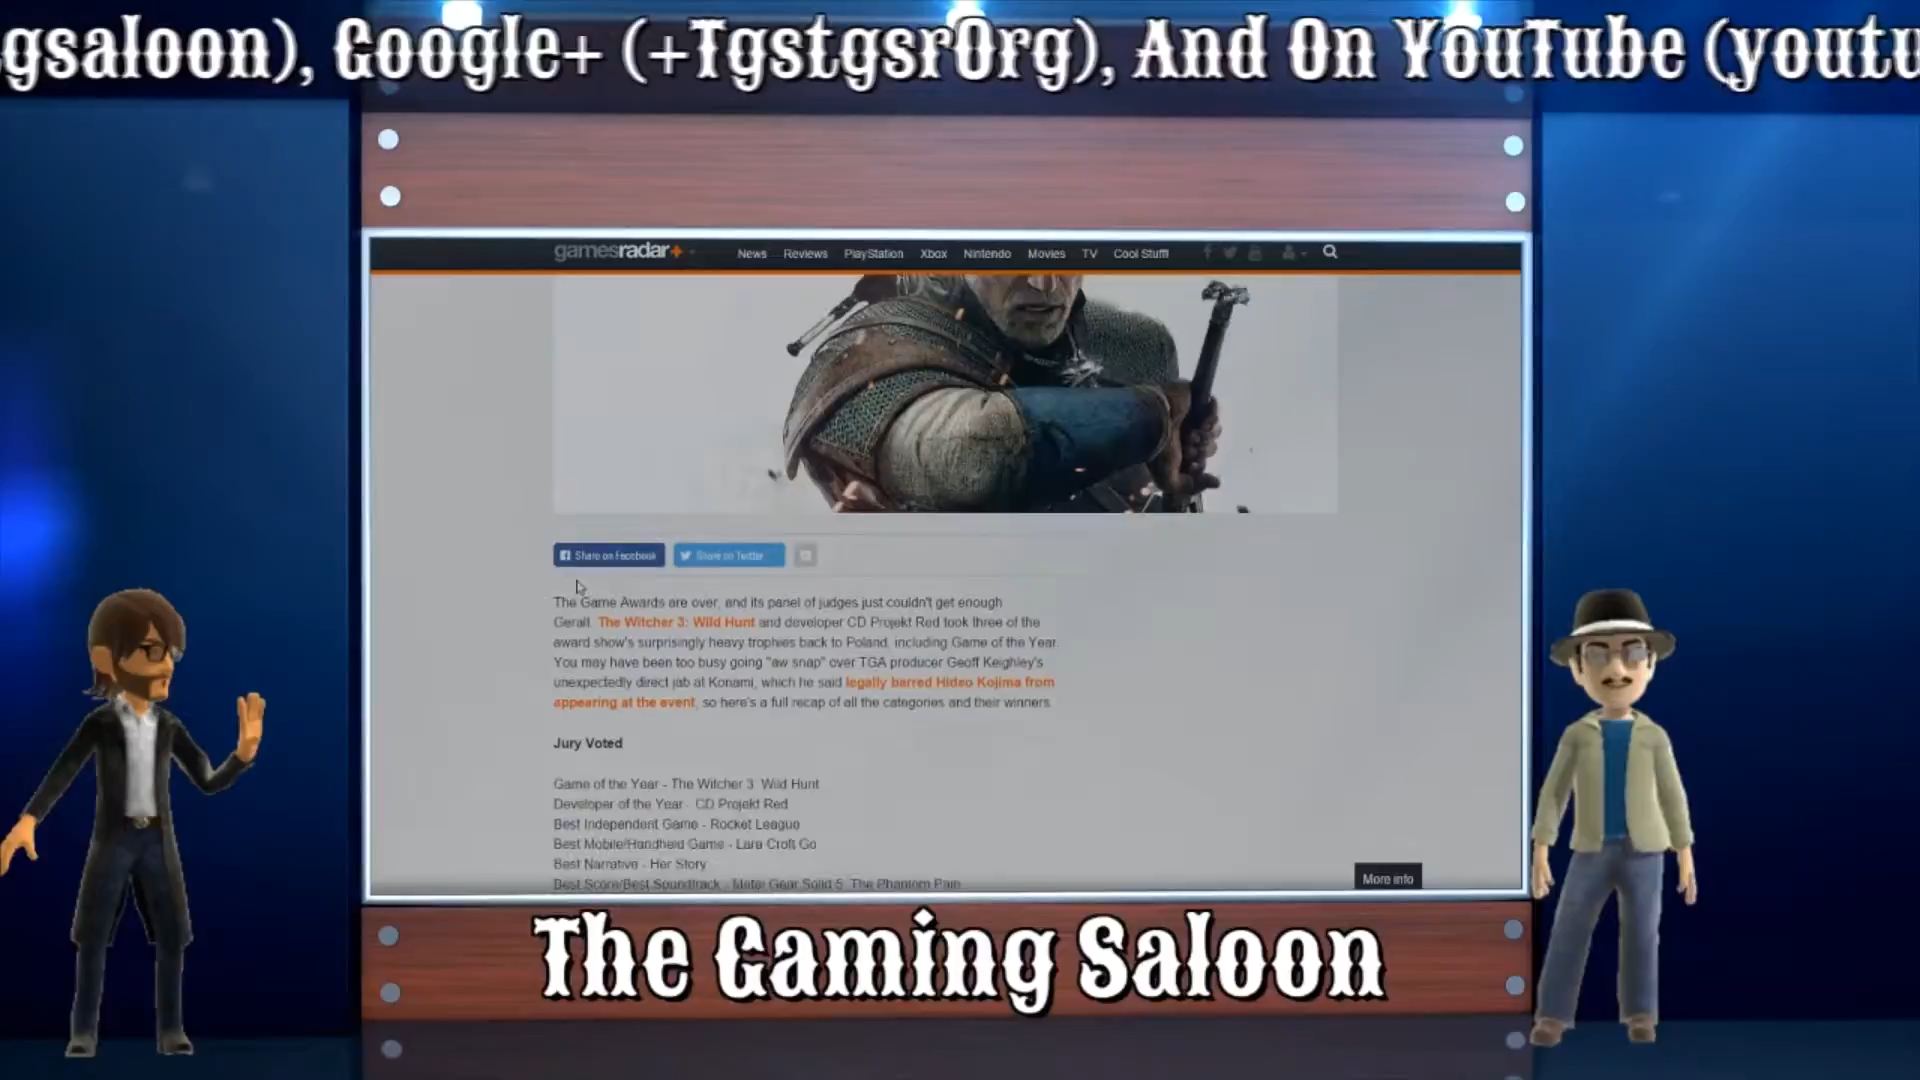 gsaloon), Google+ (+TgstgsrOrg), And On YouTube (youtu
gamesradar+
News Reviews PlayStation Xbox Nintendo Movies TV Cool Stuff!
Share on Facebook Share on Twitter
The Game Awards are over, and its panel of judges just couldn't get enough
Geralt. The Witcher 3: Wild Hunt and developer CD Projekt Red took three of the
award show's surprisingly heavy trophies back to Poland, including Game of the Year.
You may have been too busy going "aw snap" over TGA producer Geoff Keighley's
unexpectedly direct jab at Konami, which he said legally barred Hideo Kojima from
appearing at the event, so here's a full recap of all the categories and their winners.
Jury Voted
Game of the Year - The Witcher 3: Wild Hunt
Developer of the Year - CD Projekt Red
Best Independent Game - Rocket League
Best Mobile/Handheld Game - Lara Croft Go
Best Narrative - Her Story
Best Score/Best Soundtrack - Metal Gear Solid 5: The Phantom Pain
More info
The Gaming Saloon